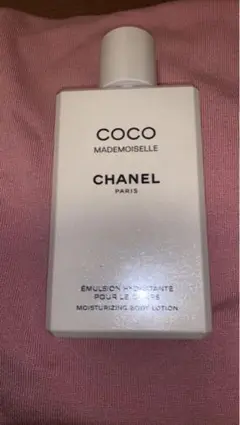 COCO
MADEMOISELLE
CHANEL
PARIS
ÉMULSION HYDRATANTE
POUR LE CORPS
MOISTURIZING BODY LOTION